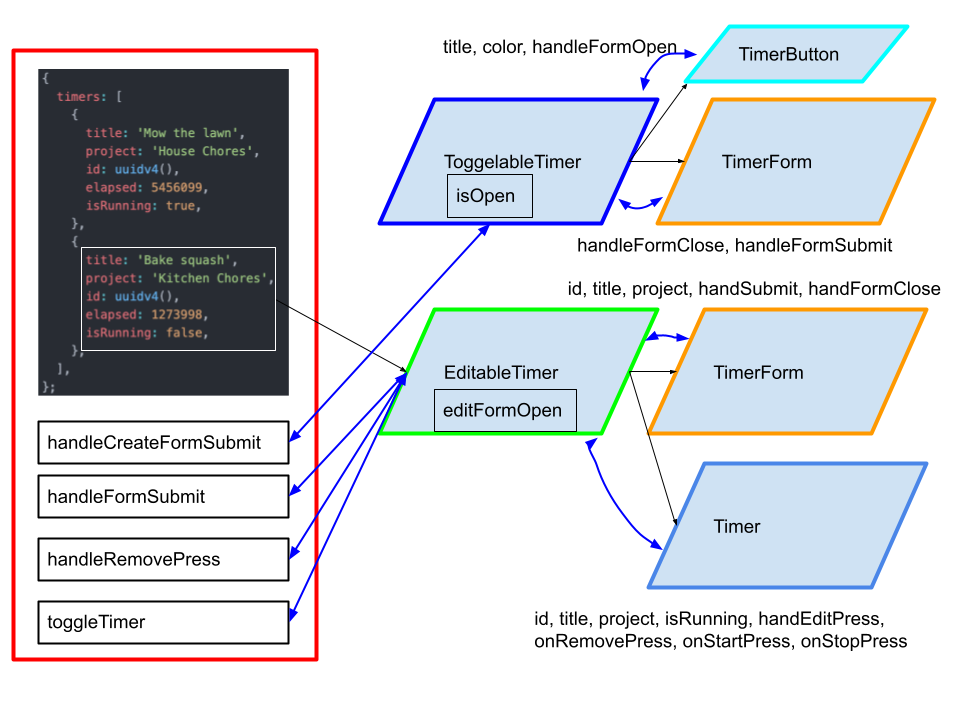 {
timers: [
{
title: 'Mow the lawn',
project: 'House Chores',
id: uuidv4(),
elapsed: 5456099,
isRunning: true,
},
{
title: 'Bake squash',
project: 'Kitchen Chores',
id: uuidv4(),
elapsed: 1273998,
isRunning: false,
},
],
};
handleCreateFormSubmit
handleFormSubmit
handleRemovePress
toggleTimer
title, color, handleFormOpen
TimerButton
ToggelableTimer
isOpen
TimerForm
handleFormClose, handleFormSubmit
id, title, project, handSubmit, handFormClose
EditableTimer
editFormOpen
TimerForm
Timer
id, title, project, isRunning, handEditPress,
onRemovePress, onStartPress, onStopPress